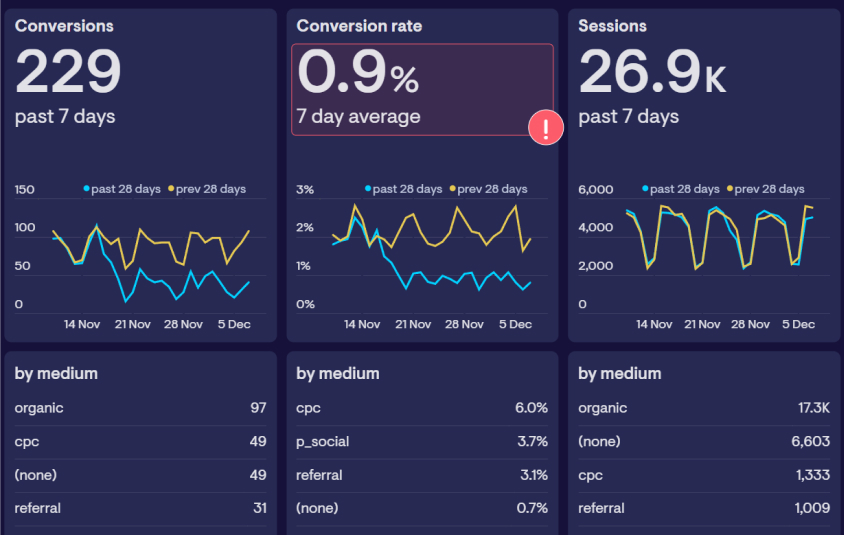 Conversions
229
past 7 days
150
past 28 days prev 28 days
100
50
0
14 Nov 21 Nov 28 Nov 5 Dec
Conversion rate
0.9%
7 day average
!
3%
past 28 days prev 28 days
2%
1%
0%
14 Nov 21 Nov 28 Nov 5 Dec
Sessions
26.9K
past 7 days
6,000
past 28 days prev 28 days
4,000
2,000
0
14 Nov 21 Nov 28 Nov 5 Dec
by medium
organic 97
cpc 49
(none) 49
referral 31
by medium
cpc 6.0%
p_social 3.7%
referral 3.1%
(none) 0.7%
by medium
organic 17.3K
(none) 6,603
cpc 1,333
referral 1,009